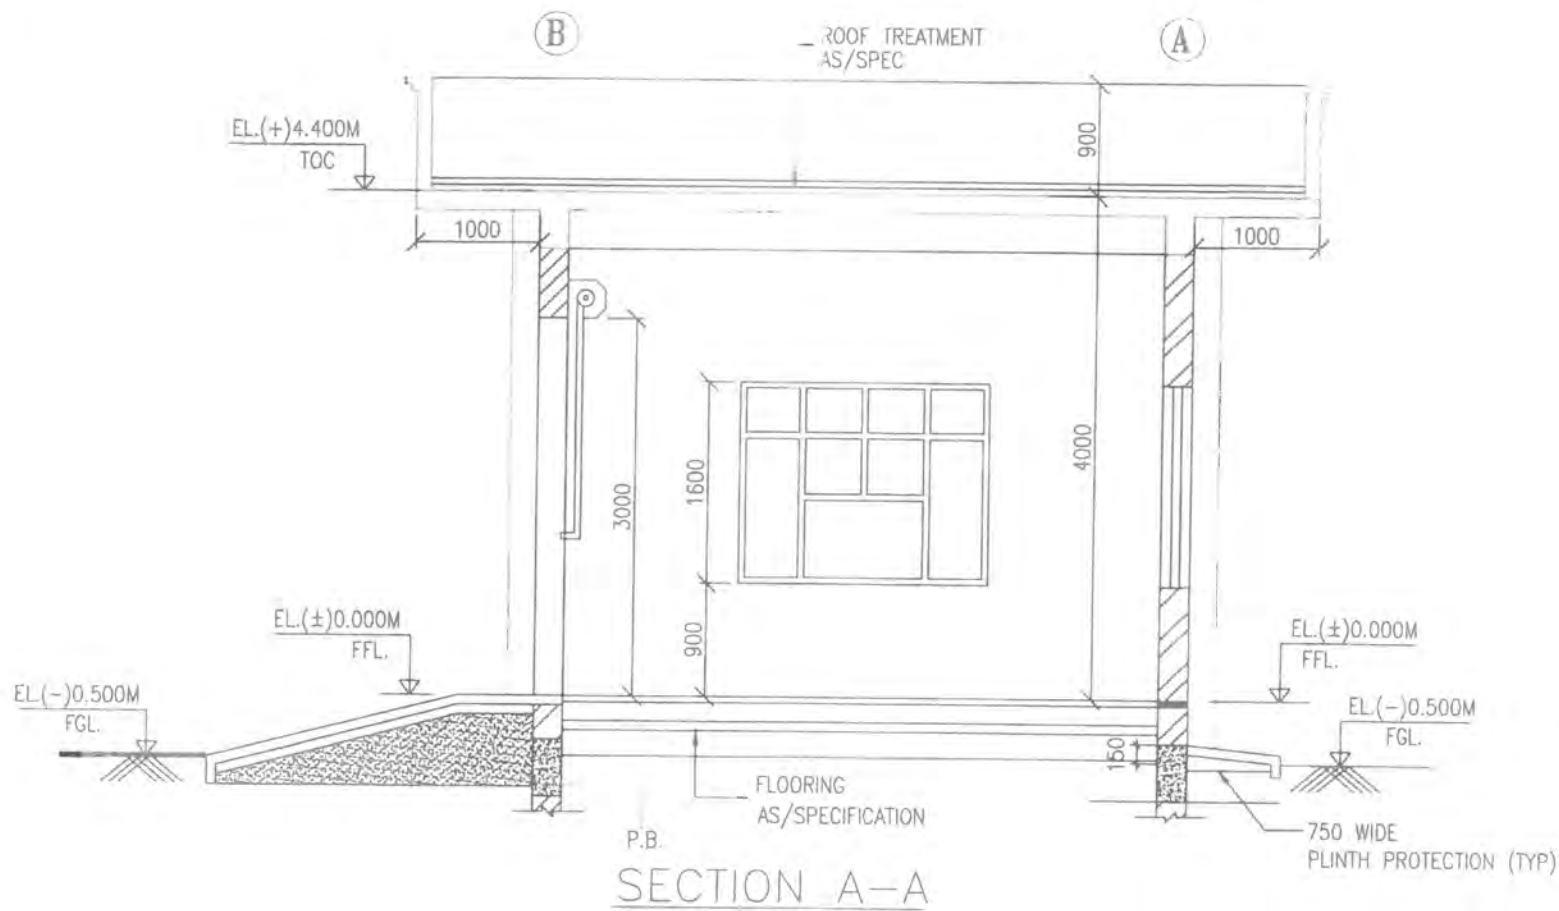 B
ROOF TREATMENT
AS/SPEC
A
EL.(+)4.400M
TOC
900
1000
1000
3000
1600
4000
900
EL.(±)0.000M
FFL.
EL.(±)0.000M
FFL.
EL.(-)0.500M
FGL.
EL.(-)0.500M
FGL.
150
FLOORING
AS/SPECIFICATION
P.B.
750 WIDE
PLINTH PROTECTION (TYP)
SECTION A-A